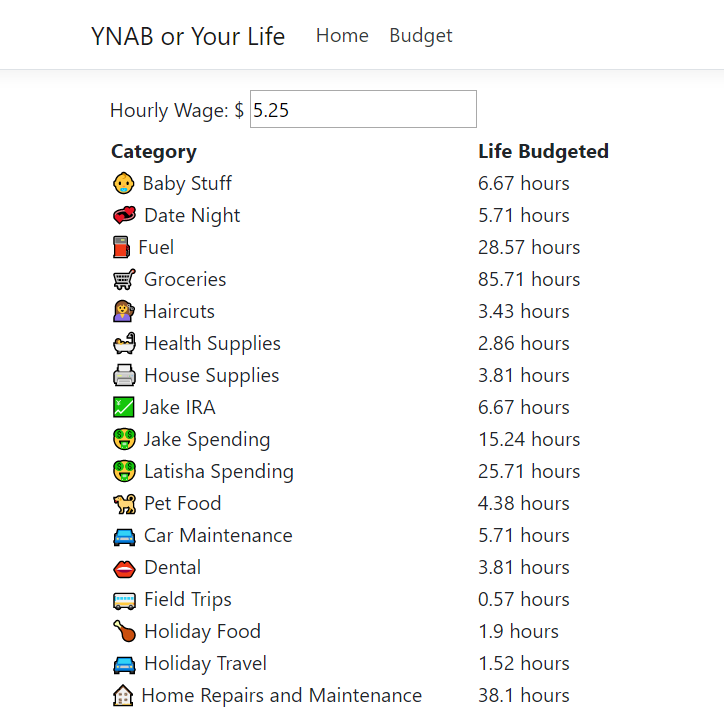 YNAB or Your Life Home Budget
Hourly Wage: $ 5.25
Category Life Budgeted
Baby Stuff 6.67 hours
Date Night 5.71 hours
Fuel 28.57 hours
Groceries 85.71 hours
Haircuts 3.43 hours
Health Supplies 2.86 hours
House Supplies 3.81 hours
Jake IRA 6.67 hours
Jake Spending 15.24 hours
Latisha Spending 25.71 hours
Pet Food 4.38 hours
Car Maintenance 5.71 hours
Dental 3.81 hours
Field Trips 0.57 hours
Holiday Food 1.9 hours
Holiday Travel 1.52 hours
Home Repairs and Maintenance 38.1 hours